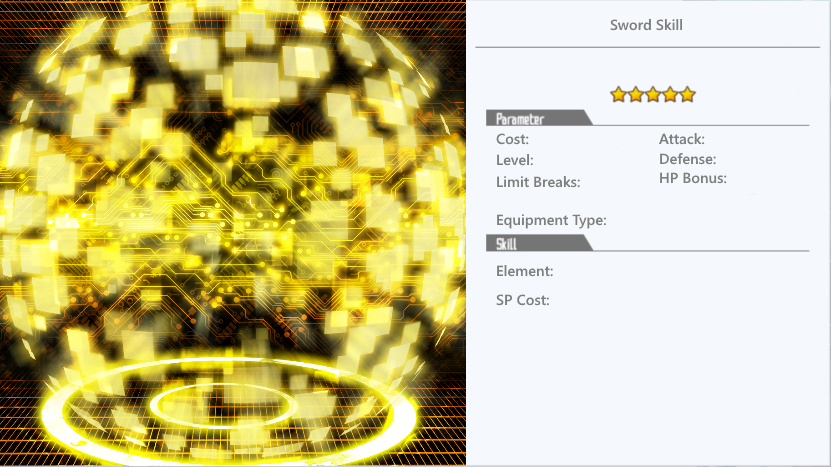 Sword Skill
Parameter
Cost:
Attack:
Level:
Defense:
Limit Breaks:
HP Bonus:
Equipment Type:
Skill
Element:
SP Cost: